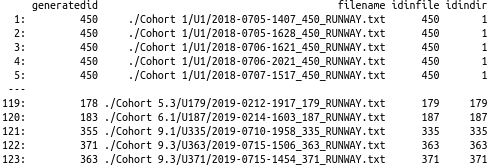 generatedid filename idinfile idindir
1: 450 ./Cohort 1/U1/2018-0705-1407_450_RUNWAY.txt 450 1
2: 450 ./Cohort 1/U1/2018-0705-1628_450_RUNWAY.txt 450 1
3: 450 ./Cohort 1/U1/2018-0706-1621_450_RUNWAY.txt 450 1
4: 450 ./Cohort 1/U1/2018-0706-2021_450_RUNWAY.txt 450 1
5: 450 ./Cohort 1/U1/2018-0707-1517_450_RUNWAY.txt 450 1
---
119: 178 ./Cohort 5.3/U179/2019-0212-1917_179_RUNWAY.txt 179 179
120: 183 ./Cohort 6.1/U187/2019-0214-1603_187_RUNWAY.txt 187 187
121: 355 ./Cohort 9.1/U335/2019-0710-1958_335_RUNWAY.txt 335 335
122: 371 ./Cohort 9.3/U363/2019-0715-1506_363_RUNWAY.txt 363 363
123: 363 ./Cohort 9.3/U371/2019-0715-1454_371_RUNWAY.txt 371 371